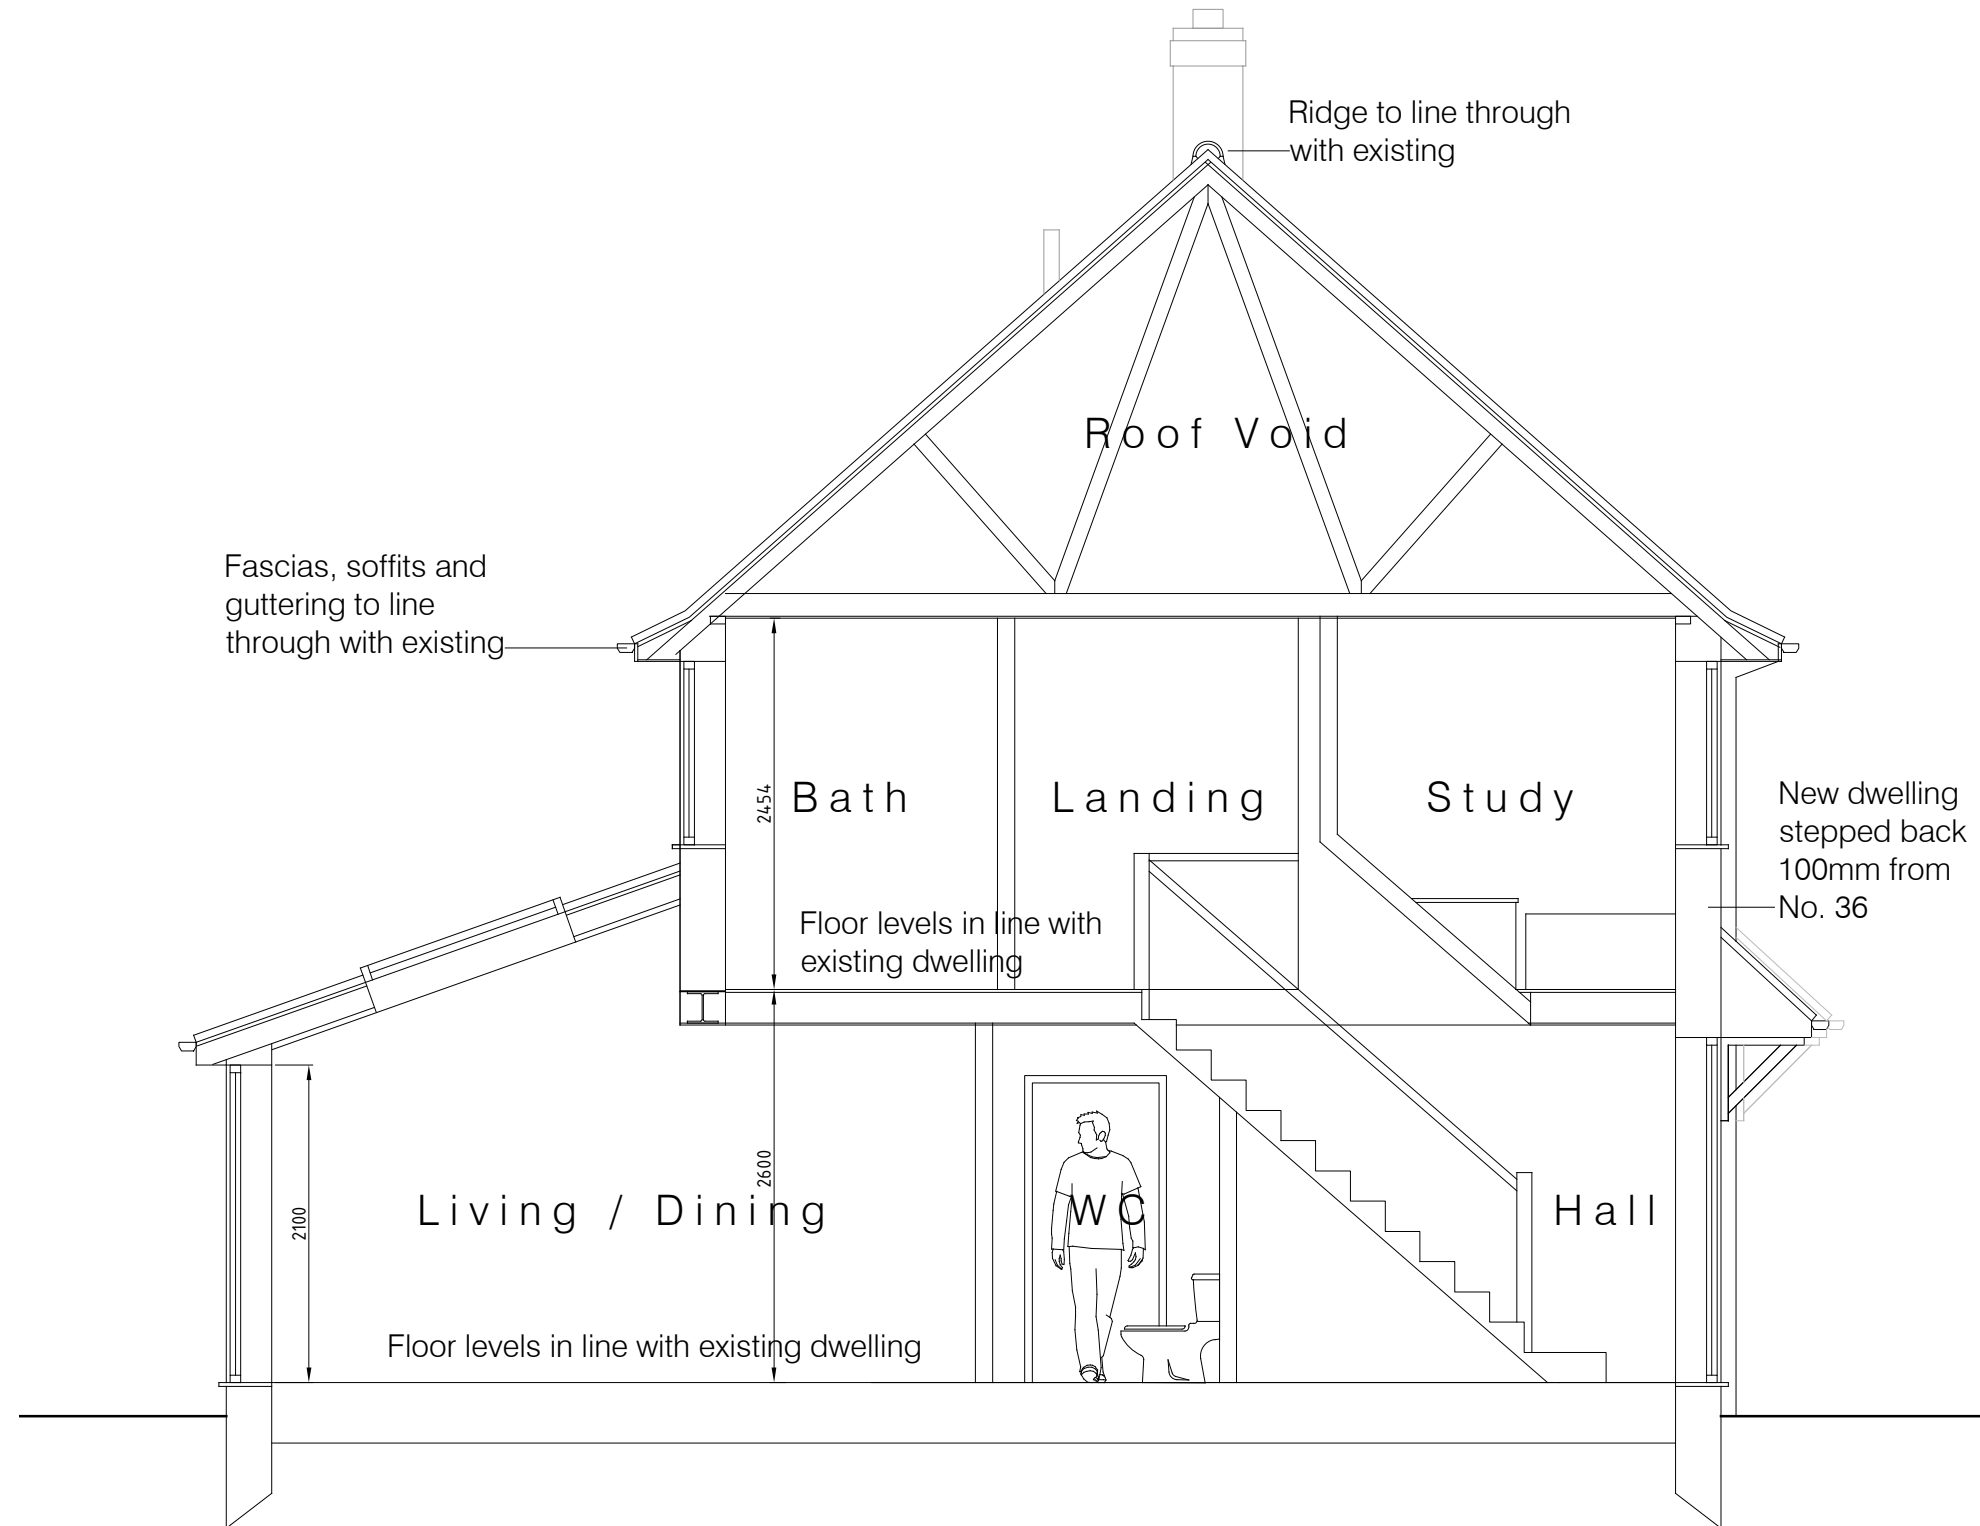 Ridge to line through
with existing
Roof Void
Fascias, soffits and
guttering to line
through with existing
2454
Bath
Landing
Study
New dwelling
stepped back
100mm from
No. 36
Floor levels in line with
existing dwelling
2100
Living / Dining
2600
WC
Hall
Floor levels in line with existing dwelling